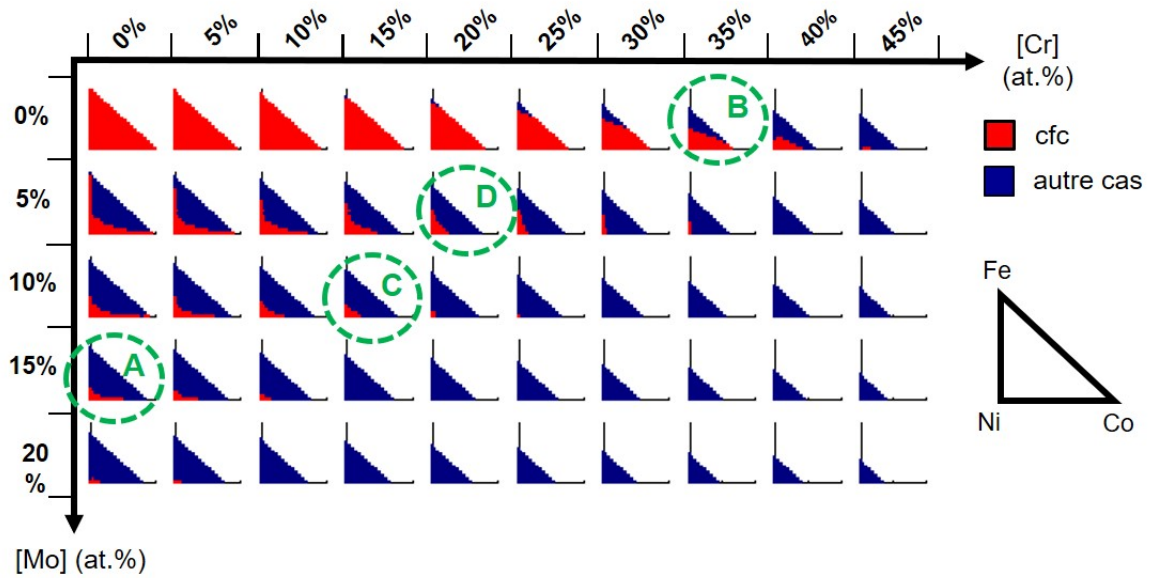 0% 5% 10% 15% 20% 25% 30% 35% 40% 45%
[Cr]
(at.%)
0%
B
cfc
autre cas
5%
D
10%
C
Fe
15%
A
Ni Co
20
%
[Mo] (at.%)